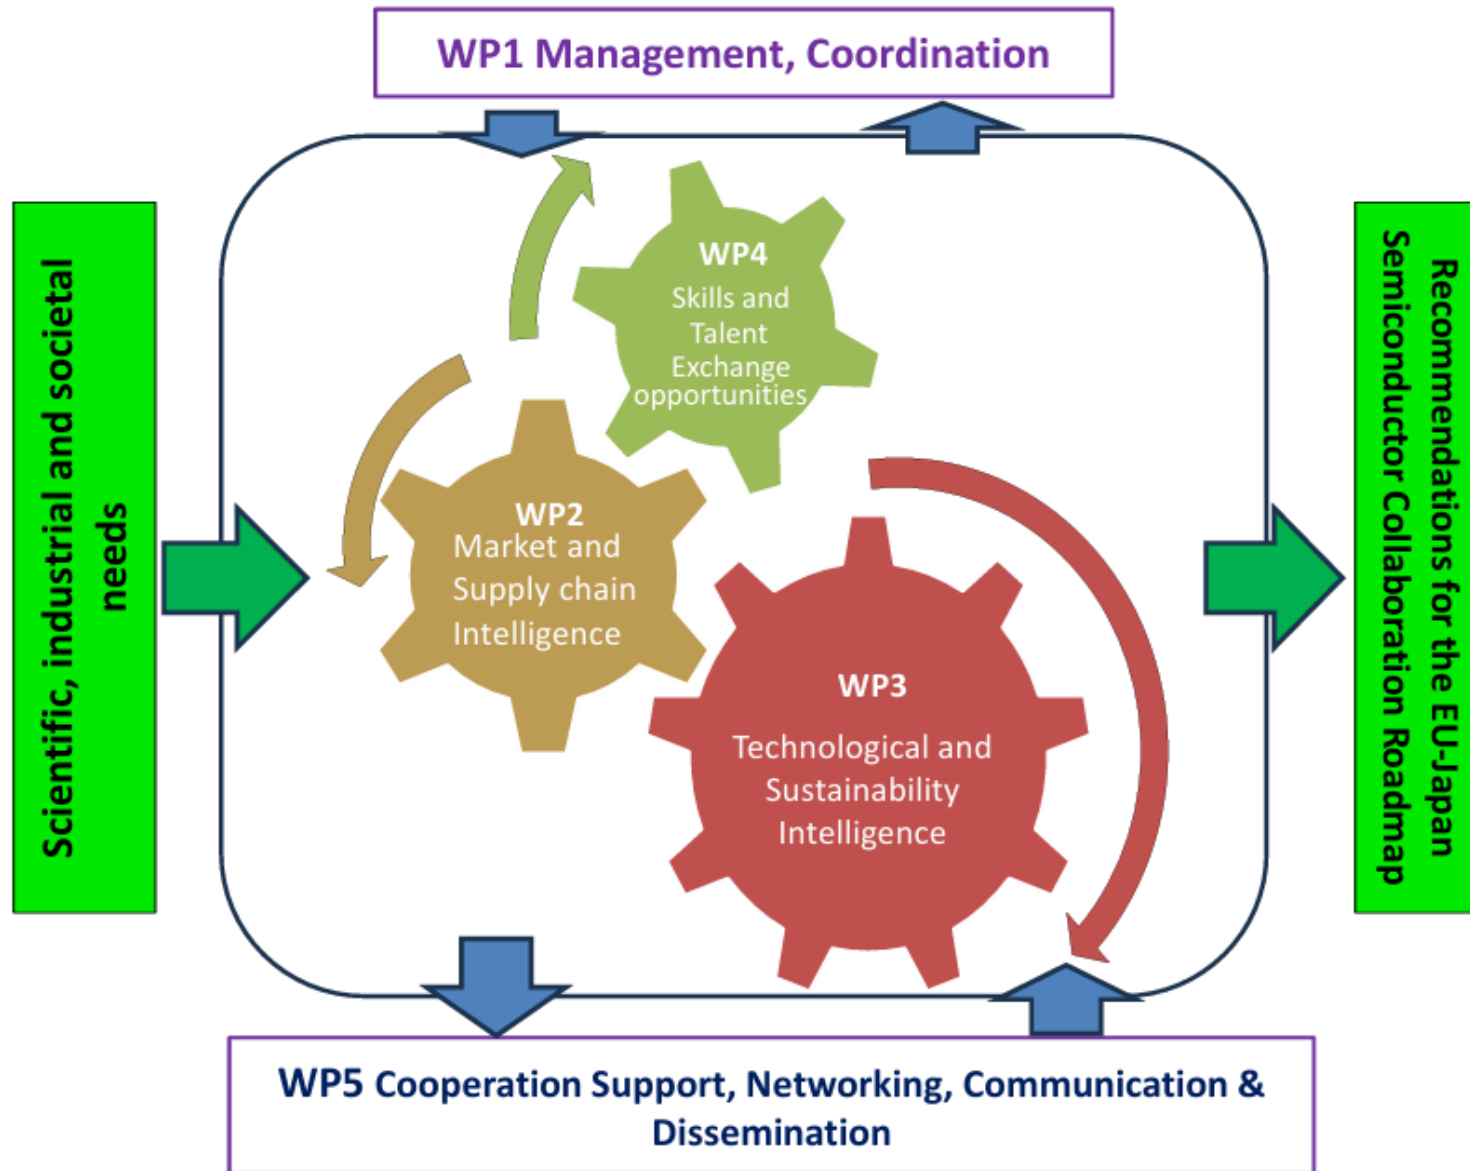 WP1 Management, Coordination
Scientific, industrial and societal
needs
WP4
Skills and
Talent
Exchange
opportunities
WP2
Market and
Supply chain
Intelligence
WP3
Technological and
Sustainability
Intelligence
Recommendations for the EU-Japan
Semiconductor Collaboration Roadmap
WP5 Cooperation Support, Networking, Communication &
Dissemination